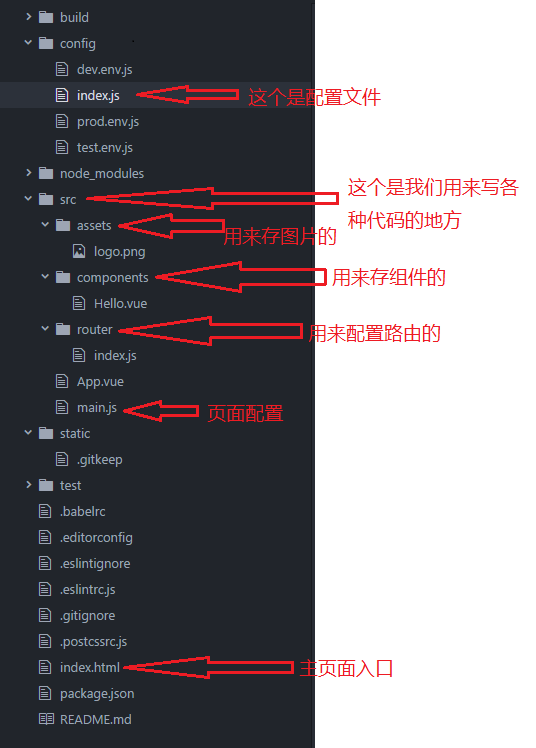 build
config
dev.env.js
index.js 这个是配置文件
prod.env.js
test.env.js
node_modules
src 这个是我们用来写各
种代码的地方
assets 用来存图片的
logo.png
components 用来存组件的
Hello.vue
router 用来配置路由的
index.js
App.vue
main.js 页面配置
static
.gitkeep
test
.babelrc
.editorconfig
.eslintignore
.eslintrc.js
.gitignore
.postcssrc.js
index.html 主页面入口
package.json
README.md